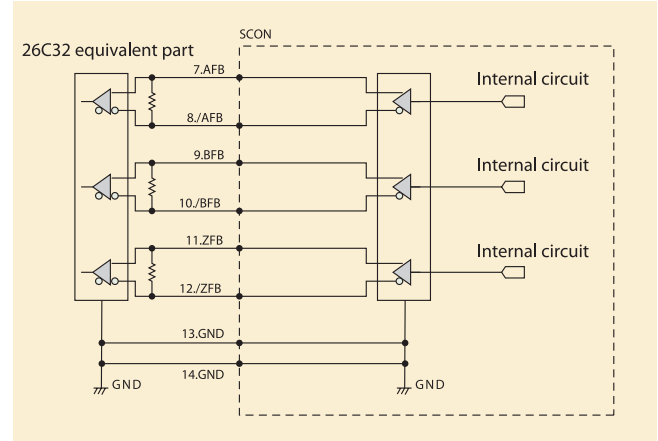 SCON
26C32 equivalent part
7.AFB
Internal circuit
8./AFB
9.BFB
Internal circuit
10./BFB
11.ZFB
Internal circuit
12./ZFB
13.GND
14.GND
GND
GND